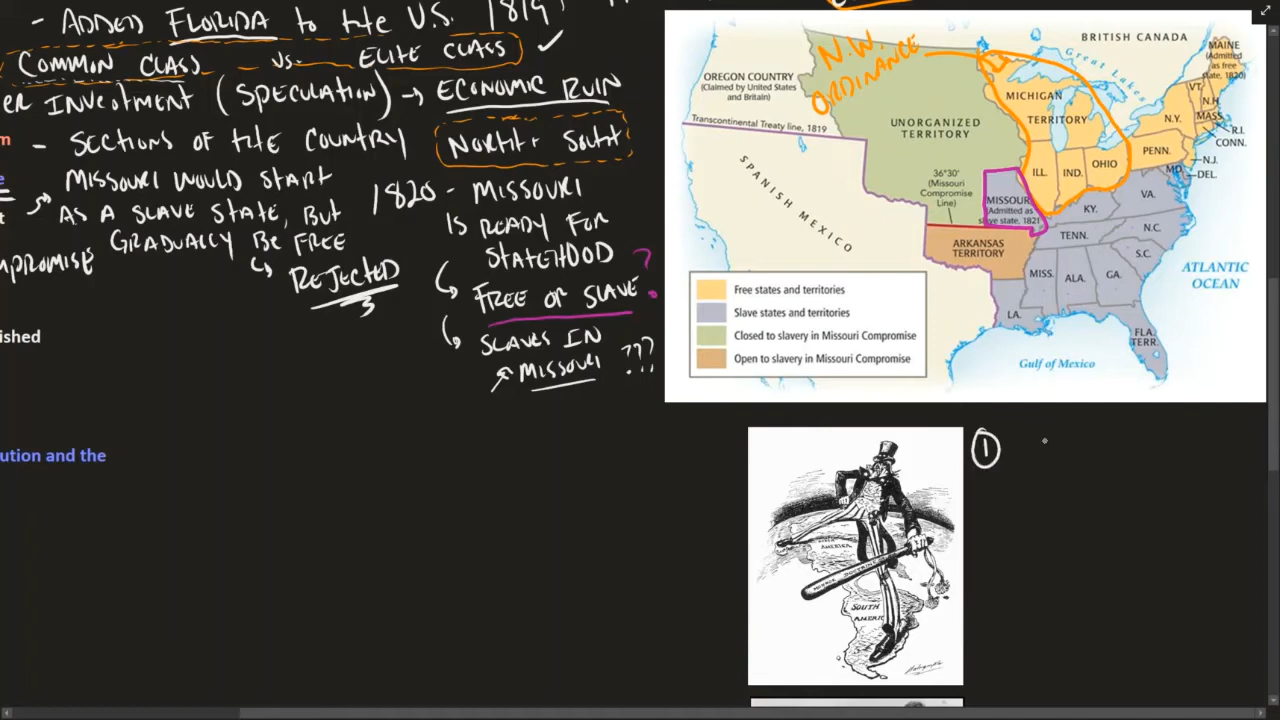 - ADDED FLORIDA to the U.S. 1819
COMMON CLASS vs. ELITE CLASS ✓
er INVESTMENT (SPECULATION) → ECONOMIC RUIN
m - SECTIONS OF the COUNTRY NORTH + SOUTH
e → MISSOURI WOULD START
t AS A SLAVE STATE, BUT
GRADUALLY BE FREE
OMPROMISE
↳ REJECTED
1820 - MISSOURI
IS READY FOR
STATEHOOD
↳ FREE OR SLAVE ?
↳ SLAVES IN
MISSOURI ???
ished
ution and the
N.W.
ORDINANCE
BRITISH CANADA
Great Lakes
MAINE
(Admitted
as free
state, 1820)
OREGON COUNTRY
(Claimed by United States
and Britain)
Transcontinental Treaty line, 1819
UNORGANIZED
TERRITORY
MICHIGAN
TERRITORY
VT.
N.H.
MASS.
R.I.
CONN.
N.Y.
PENN.
N.J.
DEL.
MD.
OHIO
IND.
ILL.
VA.
KY.
N.C.
TENN.
S.C.
SPANISH MEXICO
36°30'
(Missouri
Compromise
Line)
MISSOURI
(Admitted as
slave state, 1821)
ARKANSAS
TERRITORY
MISS.
ALA.
GA.
LA.
FLA.
TERR.
ATLANTIC
OCEAN
Gulf of Mexico
Free states and territories
Slave states and territories
Closed to slavery in Missouri Compromise
Open to slavery in Missouri Compromise
1
AMERICA
MONROE DOCTRINE
SOUTH
AMERICA